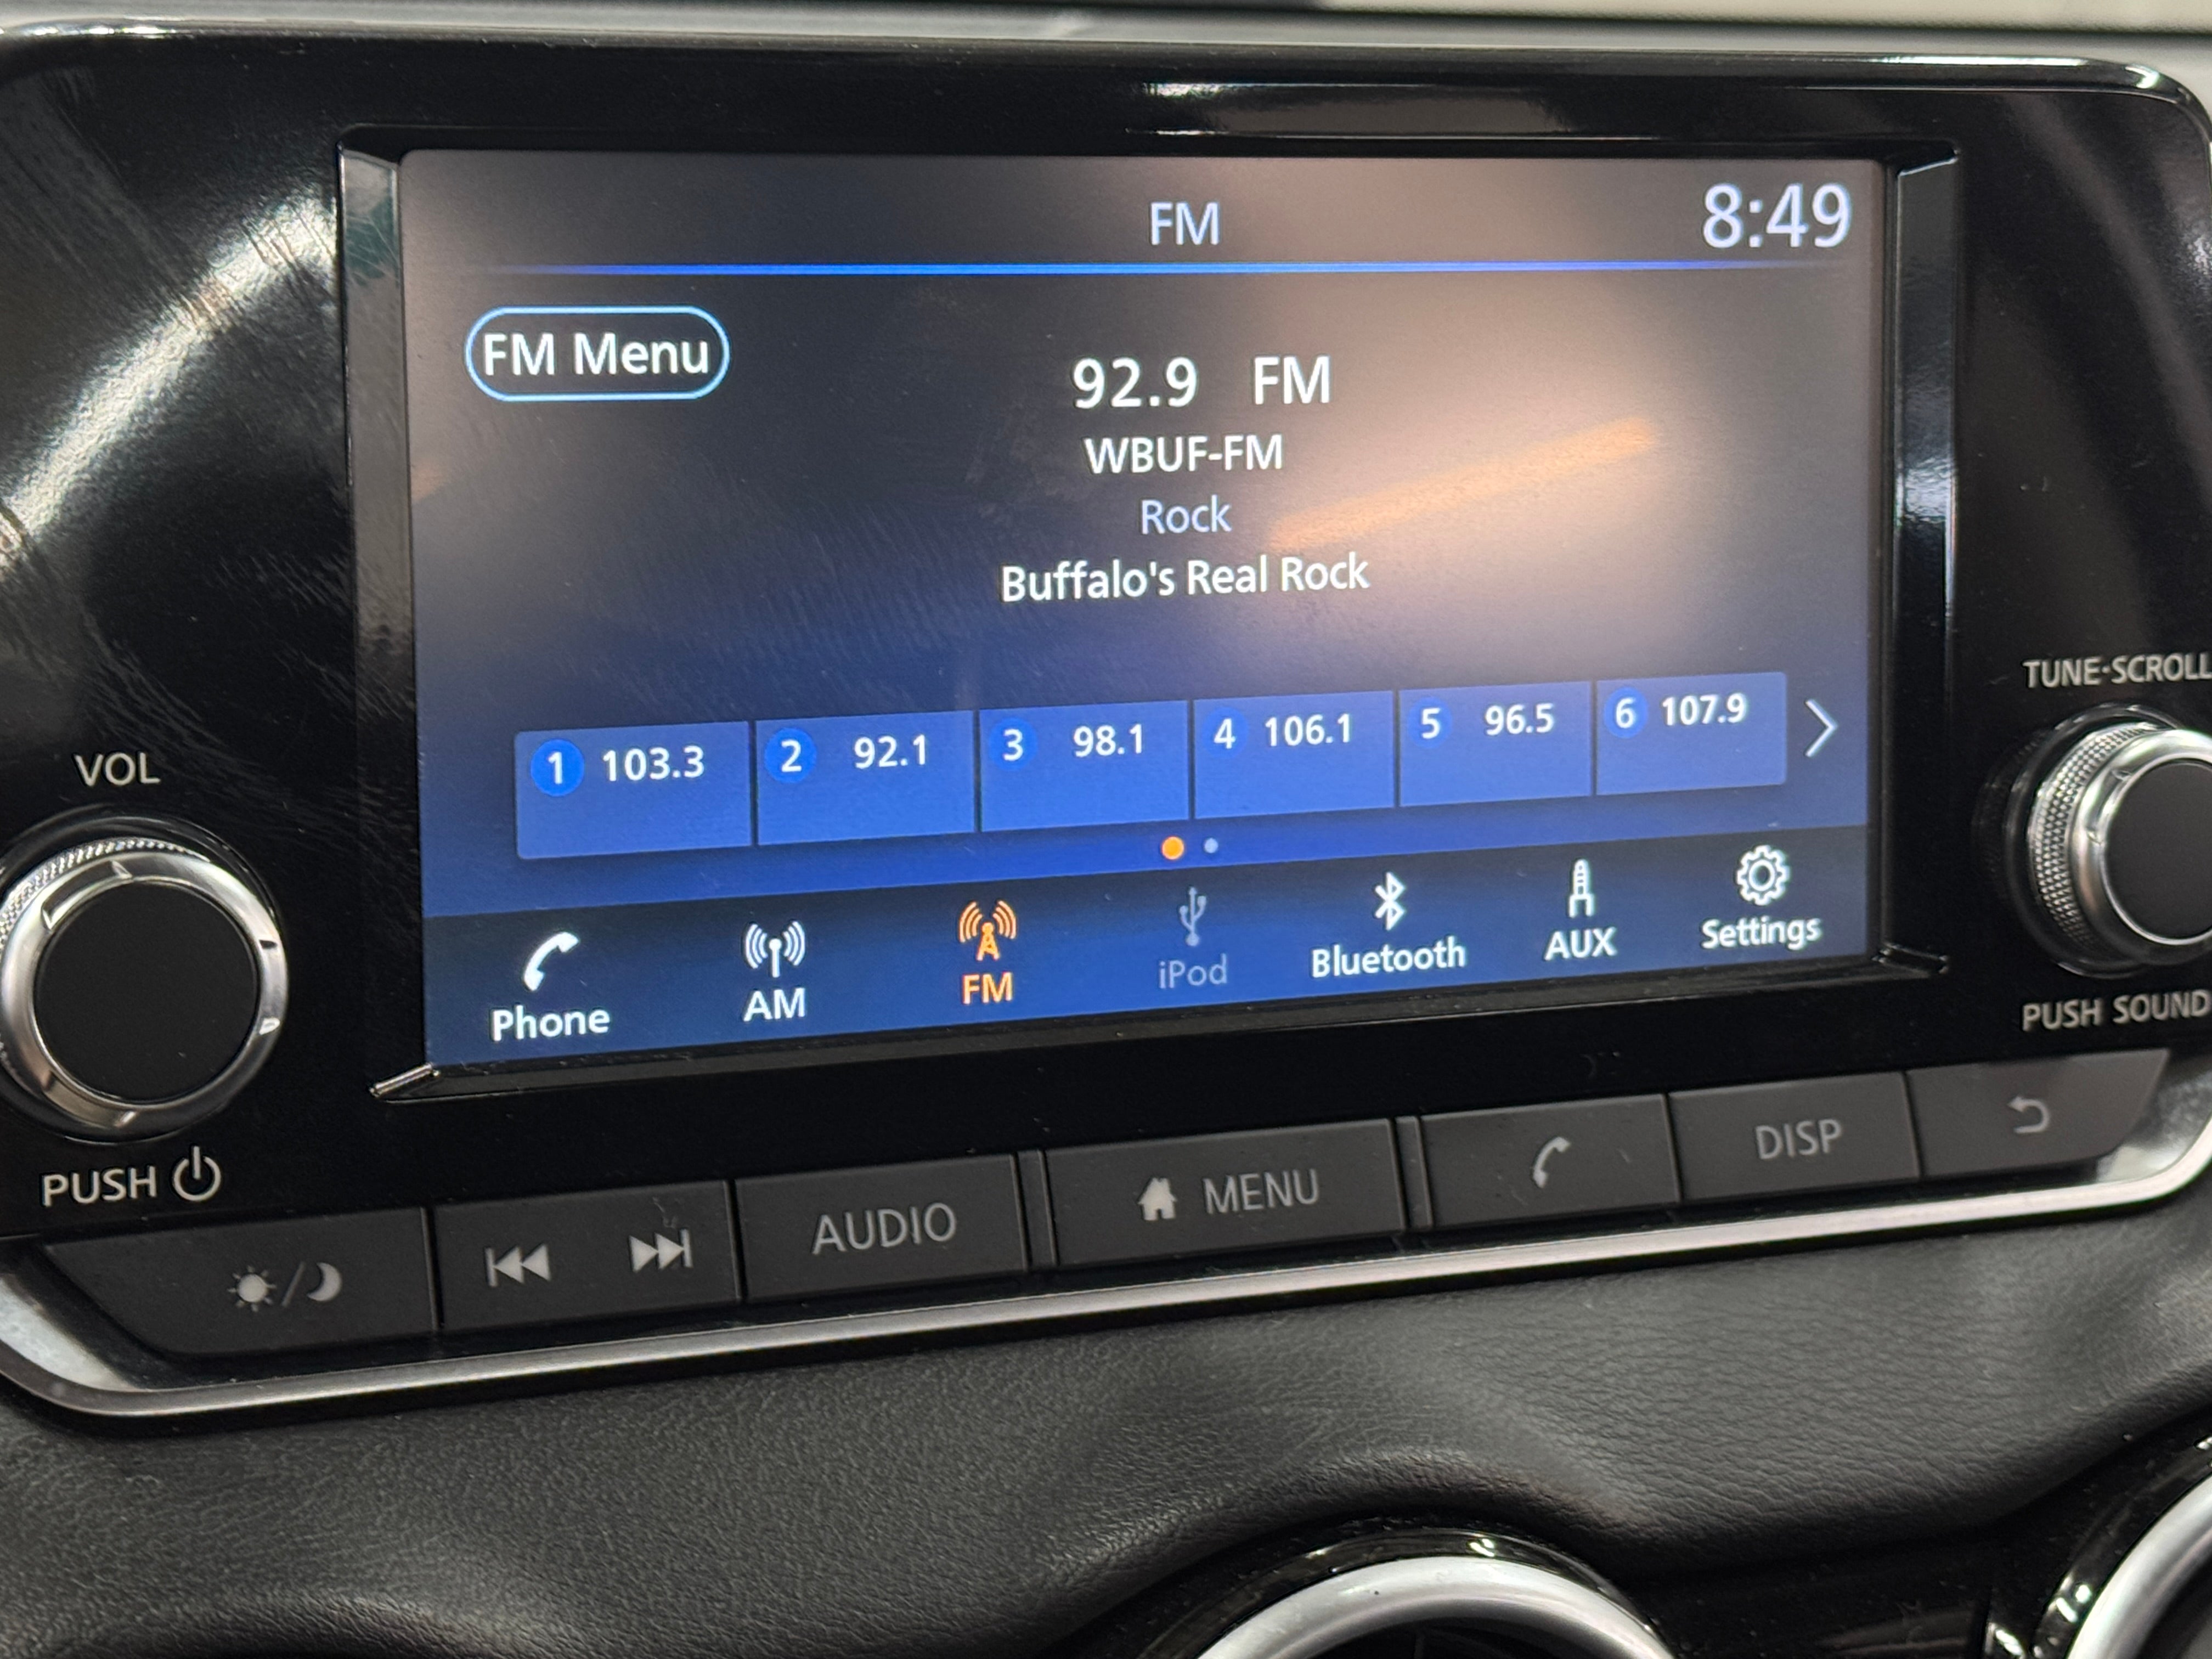 FM 8:49
FM Menu
92.9 FM
WBUF-FM
Rock
Buffalo's Real Rock
1 103.3 2 92.1 3 98.1 4 106.1 5 96.5 6 107.9
Phone AM FM iPod Bluetooth AUX Settings
VOL
PUSH
TUNE·SCROLL
PUSH SOUND
AUDIO MENU DISP